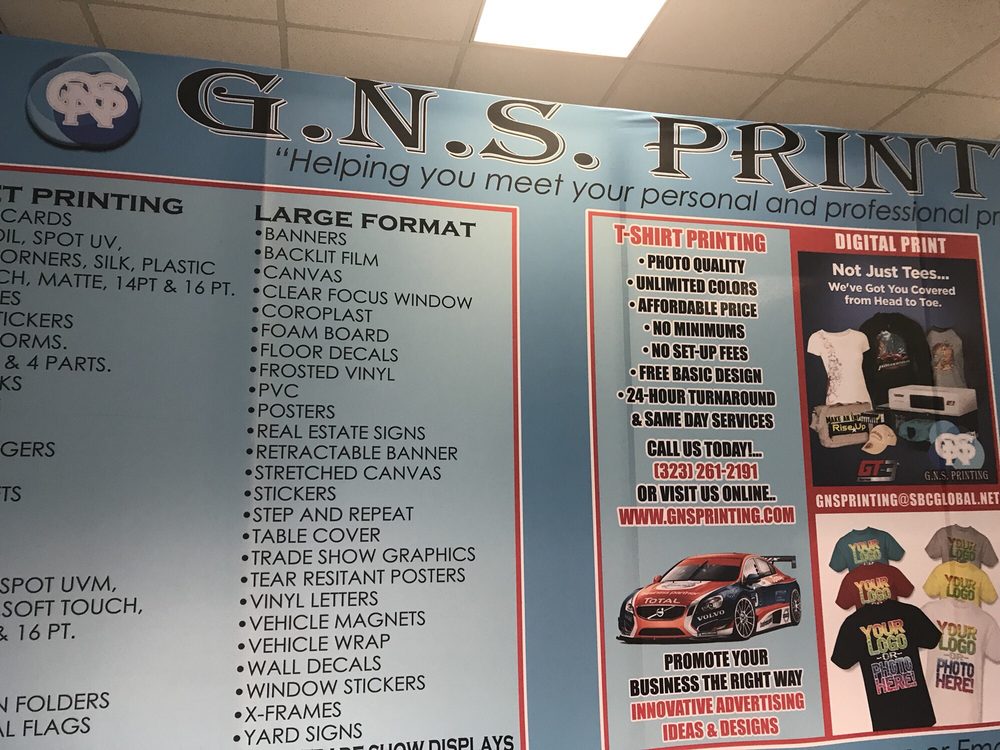 GNS
G.N.S. PRINT
"Helping you meet your personal and professional pr
ET PRINTING
CARDS
OIL, SPOT UV,
CORNERS, SILK, PLASTIC
CH, MATTE, 14PT & 16 PT.
ES
TICKERS
ORMS.
& 4 PARTS.
KS
GERS
FTS
SPOT UVM,
SOFT TOUCH,
& 16 PT.
N FOLDERS
AL FLAGS
LARGE FORMAT
•BANNERS
•BACKLIT FILM
•CANVAS
•CLEAR FOCUS WINDOW
•COROPLAST
•FOAM BOARD
•FLOOR DECALS
•FROSTED VINYL
•PVC
•POSTERS
•REAL ESTATE SIGNS
•RETRACTABLE BANNER
•STRETCHED CANVAS
•STICKERS
•STEP AND REPEAT
•TABLE COVER
•TRADE SHOW GRAPHICS
•TEAR RESITANT POSTERS
•VINYL LETTERS
•VEHICLE MAGNETS
•VEHICLE WRAP
•WALL DECALS
•WINDOW STICKERS
•X-FRAMES
•YARD SIGNS
SHOW DISPLAYS
T-SHIRT PRINTING
• PHOTO QUALITY
• UNLIMITED COLORS
• AFFORDABLE PRICE
• NO MINIMUMS
• NO SET-UP FEES
• FREE BASIC DESIGN
• 24-HOUR TURNAROUND
& SAME DAY SERVICES
CALL US TODAY!...
(323) 261-2191
OR VISIT US ONLINE..
WWW.GNSPRINTING.COM
TOTAL
VOLVO
PROMOTE YOUR
BUSINESS THE RIGHT WAY
INNOVATIVE ADVERTISING
IDEAS & DESIGNS
DIGITAL PRINT
Not Just Tees...
We've Got You Covered
from Head to Toe.
MAKE AN
Rise Up
GT3
GNS
G.N.S. PRINTING
GNSPRINTING@SBCGLOBAL.NET
YOUR LOGO
YOUR LOGO
YOUR LOGO
YOUR LOGO
YOUR
LOGO
-OR-
PHOTO
HERE!
YOUR
LOGO
PHOTO
HERE!